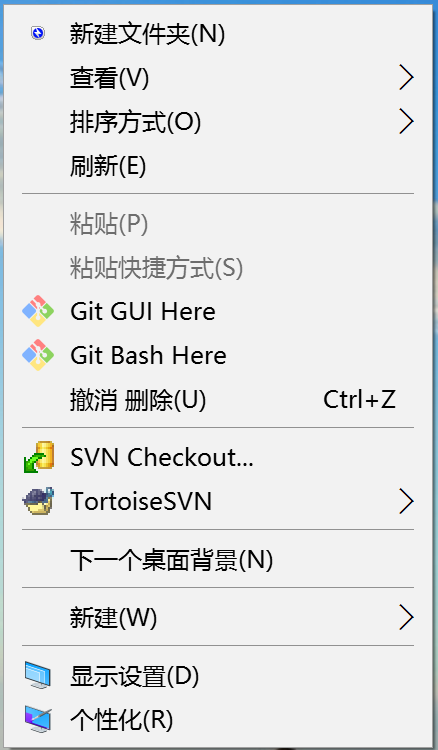 新建文件夹(N)
查看(V)
排序方式(O)
刷新(E)
粘贴(P)
粘贴快捷方式(S)
Git GUI Here
Git Bash Here
撤消 删除(U) Ctrl+Z
SVN Checkout...
TortoiseSVN
下一个桌面背景(N)
新建(W)
显示设置(D)
个性化(R)